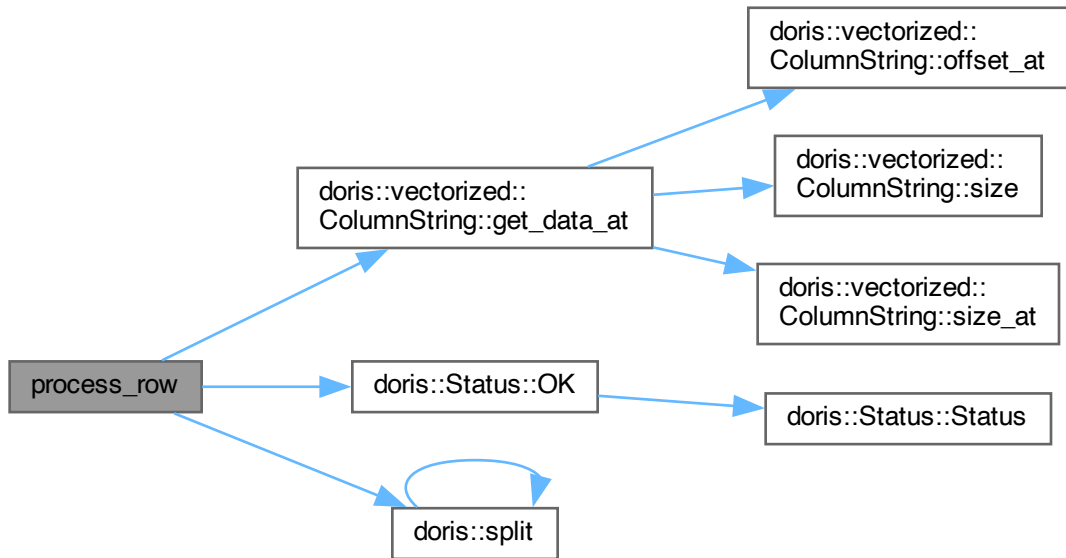 doris::vectorized::
ColumnString::offset_at
doris::vectorized::
ColumnString::size
doris::vectorized::
ColumnString::get_data_at
doris::vectorized::
ColumnString::size_at
process_row
doris::Status::OK
doris::Status::Status
doris::split